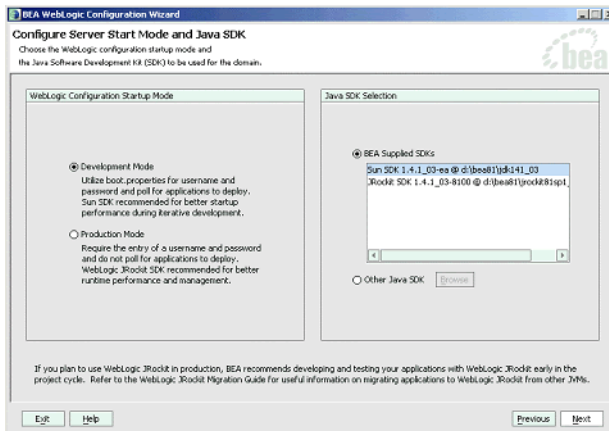 BEA WebLogic Configuration Wizard
Configure Server Start Mode and Java SDK
Choose the WebLogic configuration startup mode and
the Java Software Development Kit (SDK) to be used for the domain.
bea
WebLogic Configuration Startup Mode
Development Mode
Utilize boot.properties for username and
password and poll for applications to deploy.
Sun SDK recommended for better startup
performance during iterative development.
Production Mode
Require the entry of a username and password
and do not poll for applications to deploy.
WebLogic JRockit SDK recommended for better
runtime performance and management.
Java SDK Selection
BEA Supplied SDKs
Sun SDK 1.4.1_03-ea @ d:\bea81\jdk141_03
JRockit SDK 1.4.1_03-8100 @ d:\bea81\jrockit81sp1_
Other Java SDK
Browse
If you plan to use WebLogic JRockit in production, BEA recommends developing and testing your applications with WebLogic JRockit early in the
project cycle. Refer to the WebLogic JRockit Migration Guide for useful information on migrating applications to WebLogic JRockit from other JVMs.
Exit
Help
Previous
Next